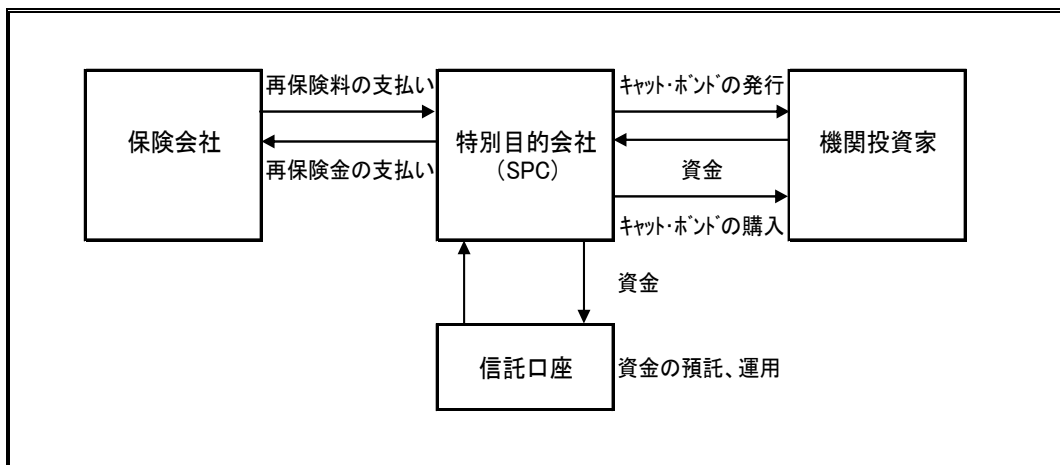 再保険料の支払い
キャット・ボンドの発行
保険会社
特別目的会社
(SPC)
機関投資家
再保険金の支払い
資金
キャット・ボンドの購入
資金
信託口座
資金の預託、運用